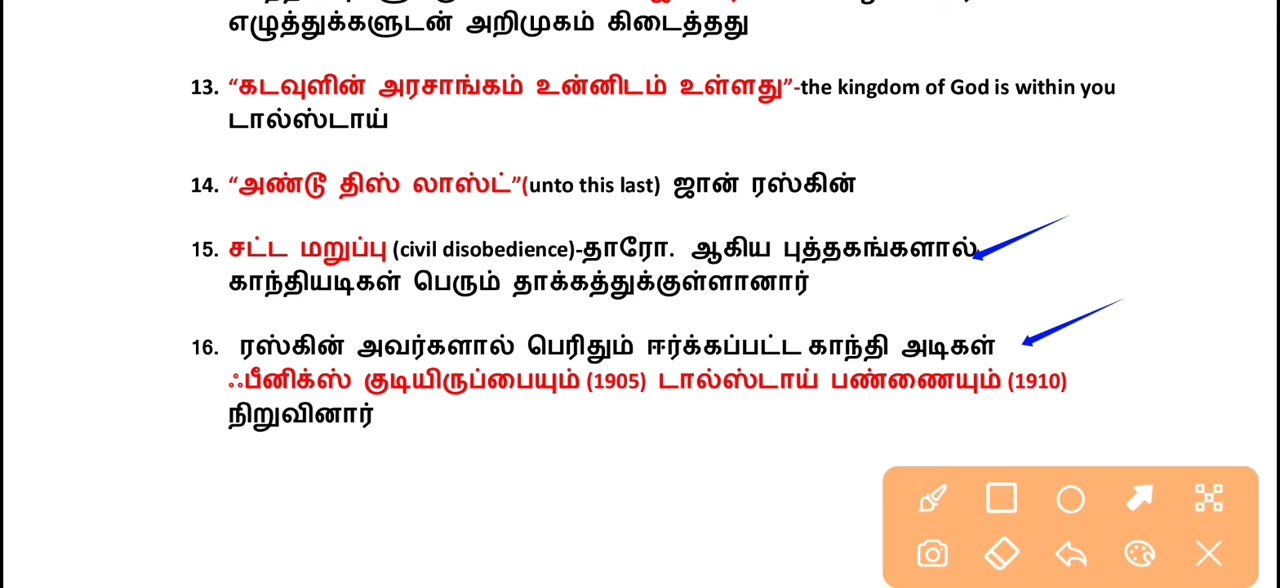 எழுத்துக்களுடன் அறிமுகம் கிடைத்தது
13. “கடவுளின் அரசாங்கம் உன்னிடம் உள்ளது”-the kingdom of God is within you
டால்ஸ்டாய்
14. “அண்டூ திஸ் லாஸ்ட்”(unto this last) ஜான் ரஸ்கின்
15. சட்ட மறுப்பு (civil disobedience)-தாரோ. ஆகிய புத்தகங்களால்
காந்தியடிகள் பெரும் தாக்கத்துக்குள்ளானார்
16. ரஸ்கின் அவர்களால் பெரிதும் ஈர்க்கப்பட்ட காந்தி அடிகள்
ஃபீனிக்ஸ் குடியிருப்பையும் (1905) டால்ஸ்டாய் பண்ணையும் (1910)
நிறுவினார்